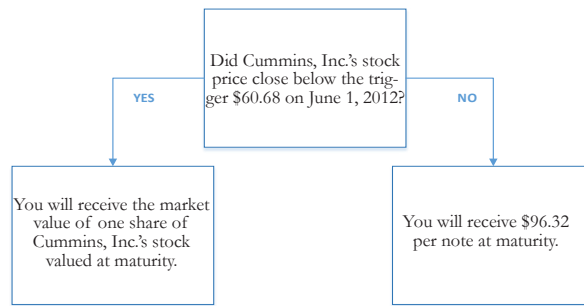 Did Cummins, Inc.'s stock
price close below the trig-
ger $60.68 on June 1, 2012?
YES
NO
You will receive the market
value of one share of
Cummins, Inc.'s stock
valued at maturity.
You will receive $96.32
per note at maturity.